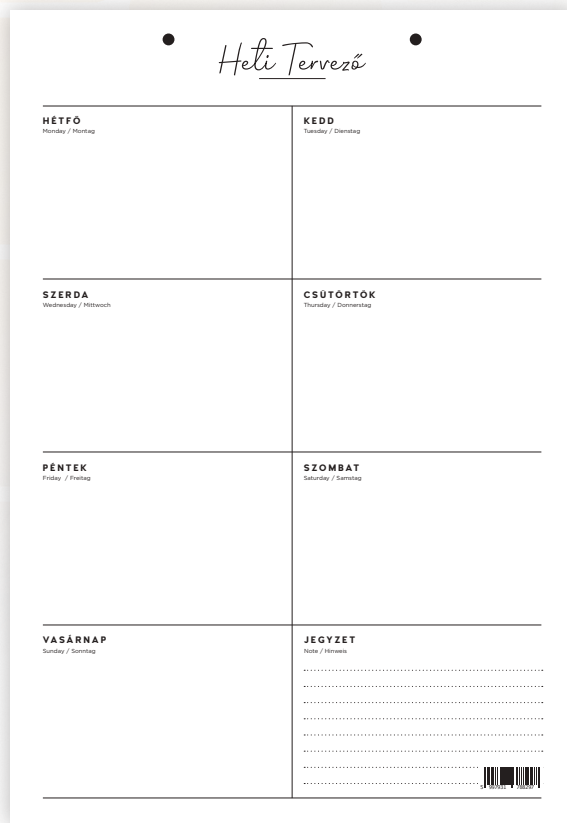 Heti Tervező
HÉTFŐ
Monday / Montag
KEDD
Tuesday / Dienstag
SZERDA
Wednesday / Mittwoch
CSÜTÖRTÖK
Thursday / Donnerstag
PÉNTEK
Friday / Freitag
SZOMBAT
Saturday / Samstag
VASÁRNAP
Sunday / Sonntag
JEGYZET
Note / Hinweis